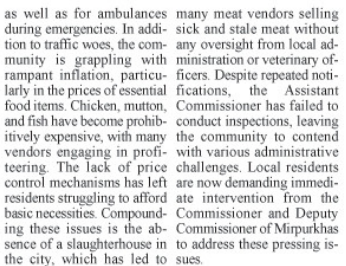 as well as for ambulances
during emergencies. In addi-
tion to traffic woes, the com-
munity is grappling with
rampant inflation, particu-
larly in the prices of essential
food items. Chicken, mutton,
and fish have become prohib-
itively expensive, with many
vendors engaging in profi-
teering. The lack of price
control mechanisms has left
residents struggling to afford
basic necessities. Compound-
ing these issues is the ab-
sence of a slaughterhouse in
the city, which has led to
many meat vendors selling
sick and stale meat without
any oversight from local ad-
ministration or veterinary of-
ficers. Despite repeated noti-
fications, the Assistant
Commissioner has failed to
conduct inspections, leaving
the community to contend
with various administrative
challenges. Local residents
are now demanding immedi-
ate intervention from the
Commissioner and Deputy
Commissioner of Mirpurkhas
to address these pressing is-
sues.